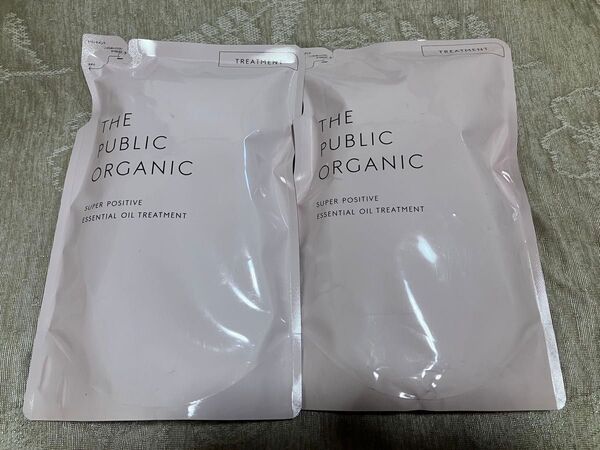 TREATMENT
THE
PUBLIC
ORGANIC
SUPER POSITIVE
ESSENTIAL OIL TREATMENT
TREATMENT
THE
PUBLIC
ORGANIC
SUPER POSITIVE
ESSENTIAL OIL TREATMENT